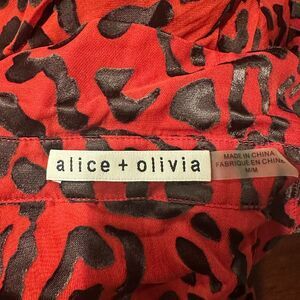 alice + olivia
MADE IN CHINA
FABRIQUÉ EN CHINE
M/M